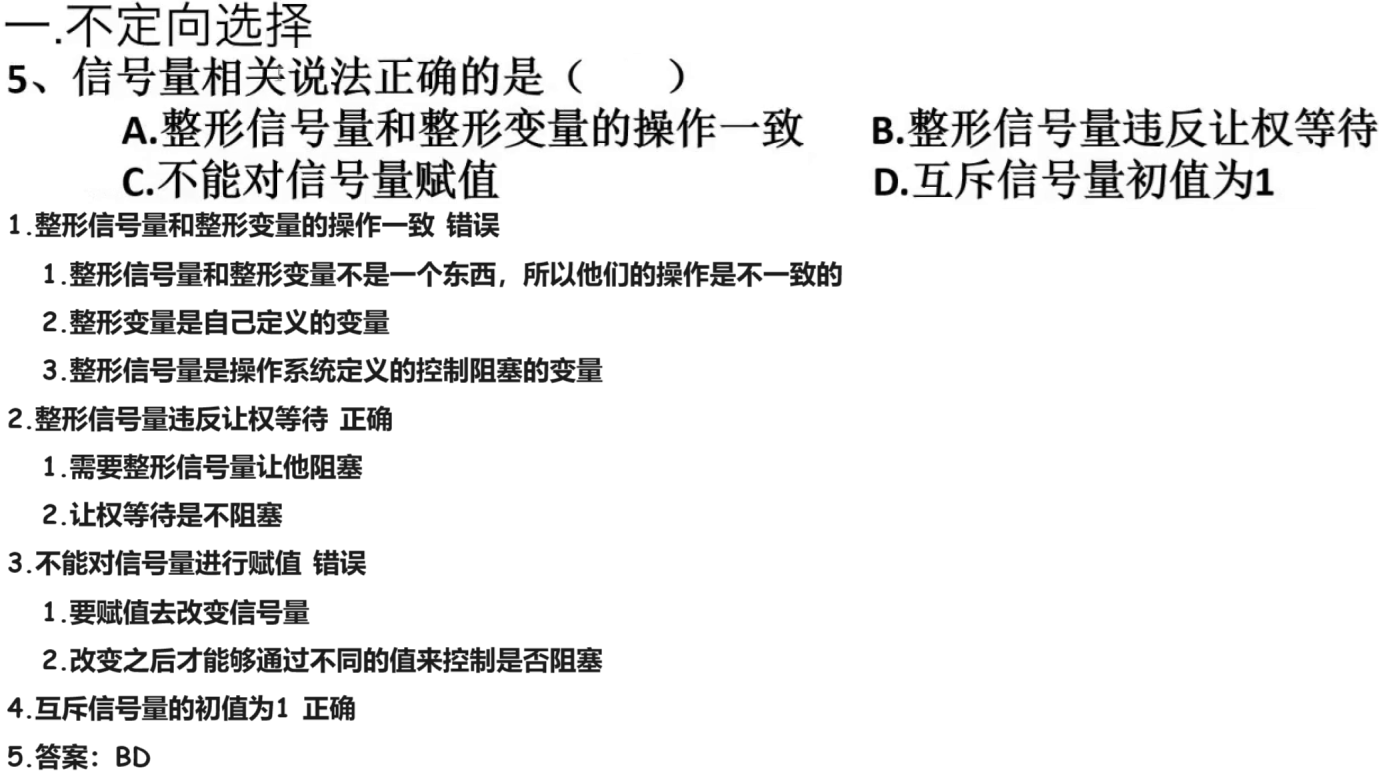 一.不定向选择
5、信号量相关说法正确的是（ ）
A.整形信号量和整形变量的操作一致 B.整形信号量违反让权等待
C.不能对信号量赋值 D.互斥信号量初值为1
1.整形信号量和整形变量的操作一致 错误
1.整形信号量和整形变量不是一个东西，所以他们的操作是不一致的
2.整形变量是自己定义的变量
3.整形信号量是操作系统定义的控制阻塞的变量
2.整形信号量违反让权等待 正确
1.需要整形信号量让他阻塞
2.让权等待是不阻塞
3.不能对信号量进行赋值 错误
1.要赋值去改变信号量
2.改变之后才能够通过不同的值来控制是否阻塞
4.互斥信号量的初值为1 正确
5.答案：BD